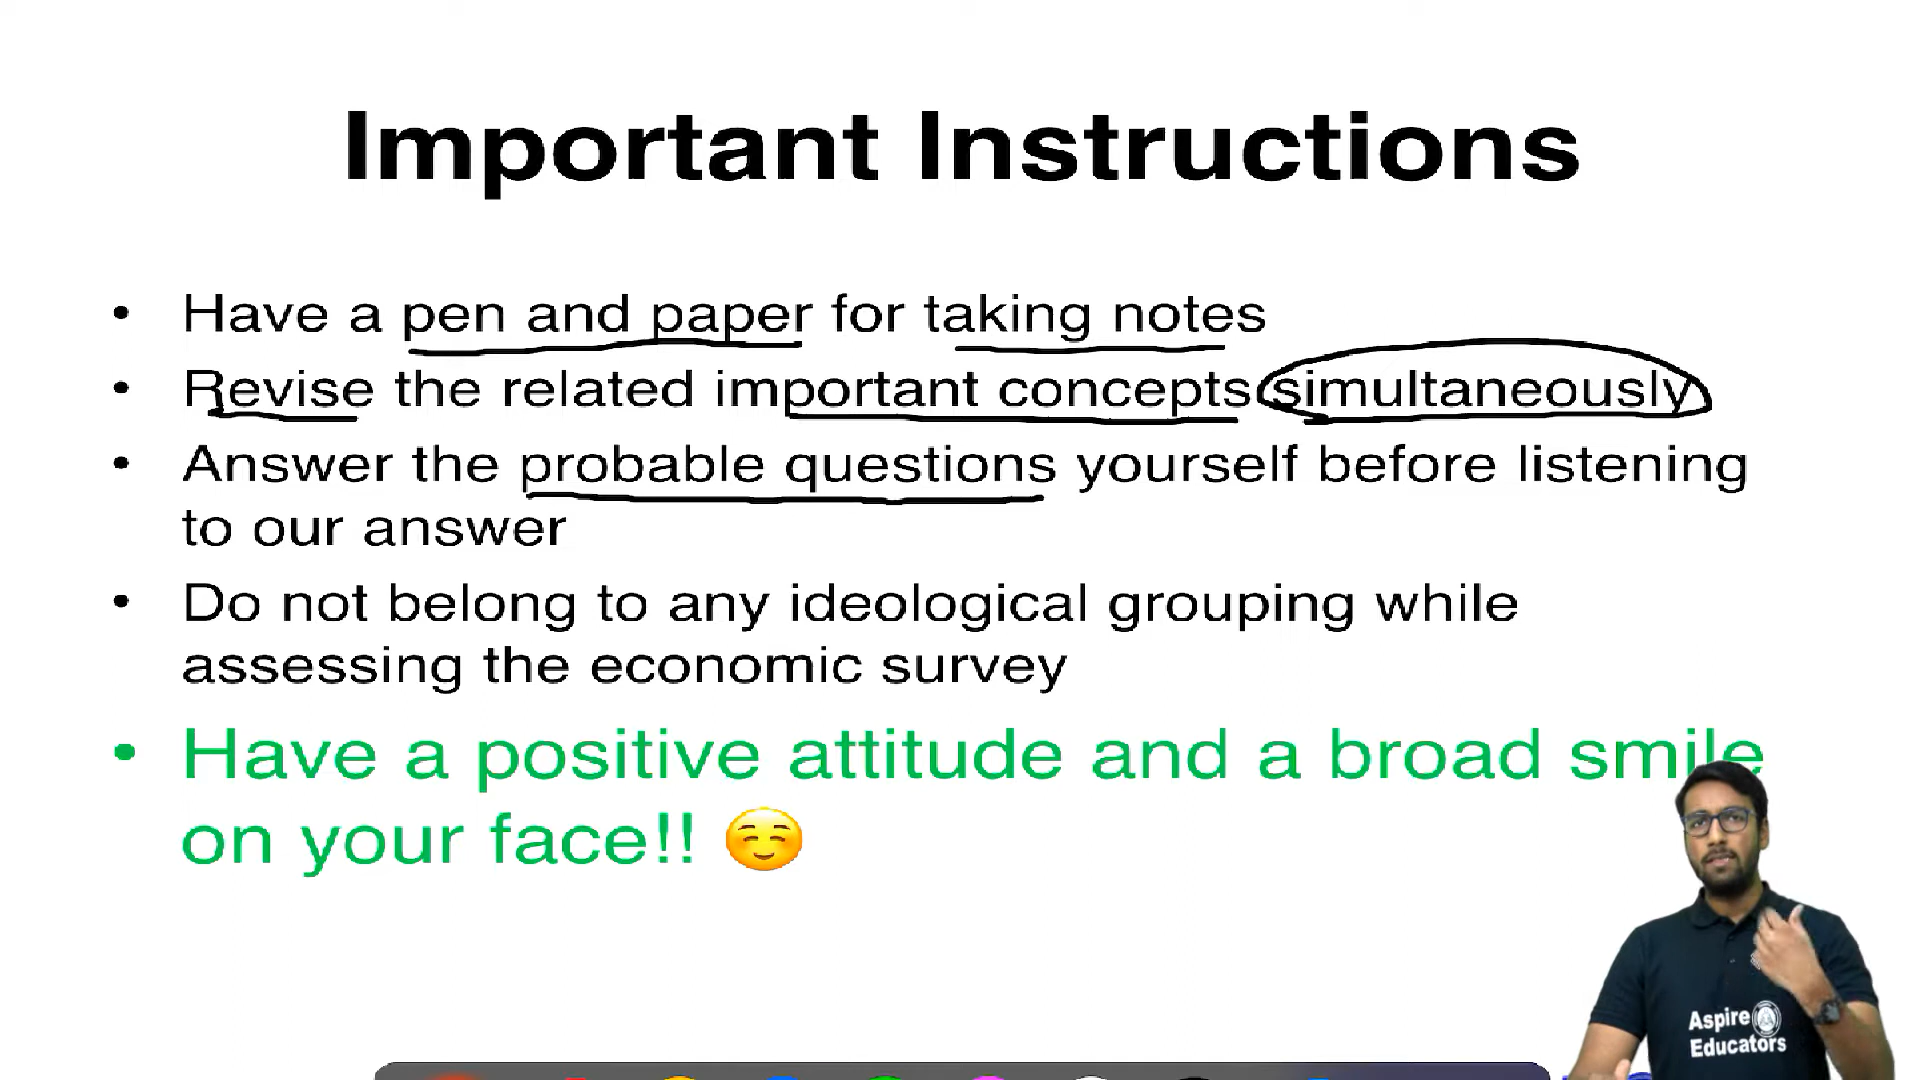 Important Instructions
• Have a pen and paper for taking notes
• Revise the related important concepts simultaneously
• Answer the probable questions yourself before listening
to our answer
• Do not belong to any ideological grouping while
assessing the economic survey
• Have a positive attitude and a broad smile
on your face!! ☺️
Aspire
Educators